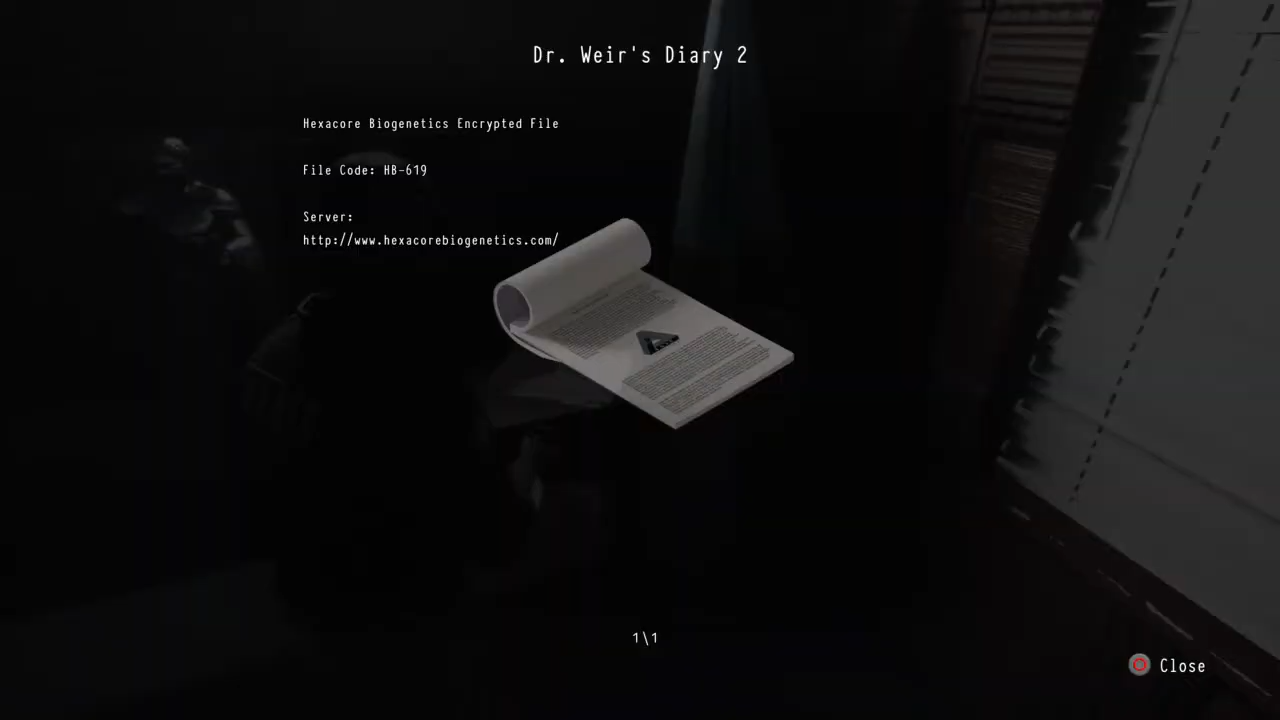 Dr. Weir's Diary 2
Hexacore Biogenetics Encrypted File
File Code: HB-619
Server:
http://www.hexacorebiogenetics.com/
1\1
Close